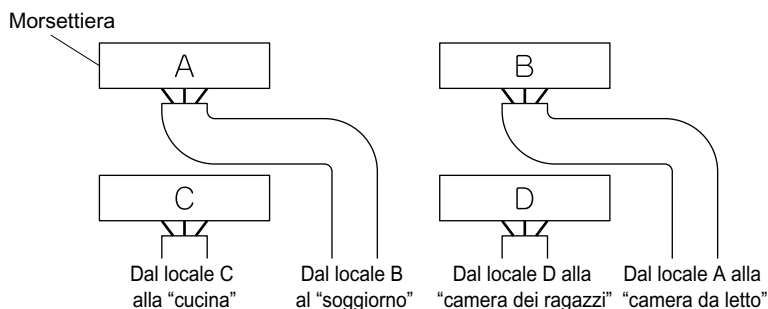 Morsettiera
A
B
C
D
Dal locale C
alla “cucina”
Dal locale B
al “soggiorno”
Dal locale D alla
“camera dei ragazzi”
Dal locale A alla
“camera da letto”